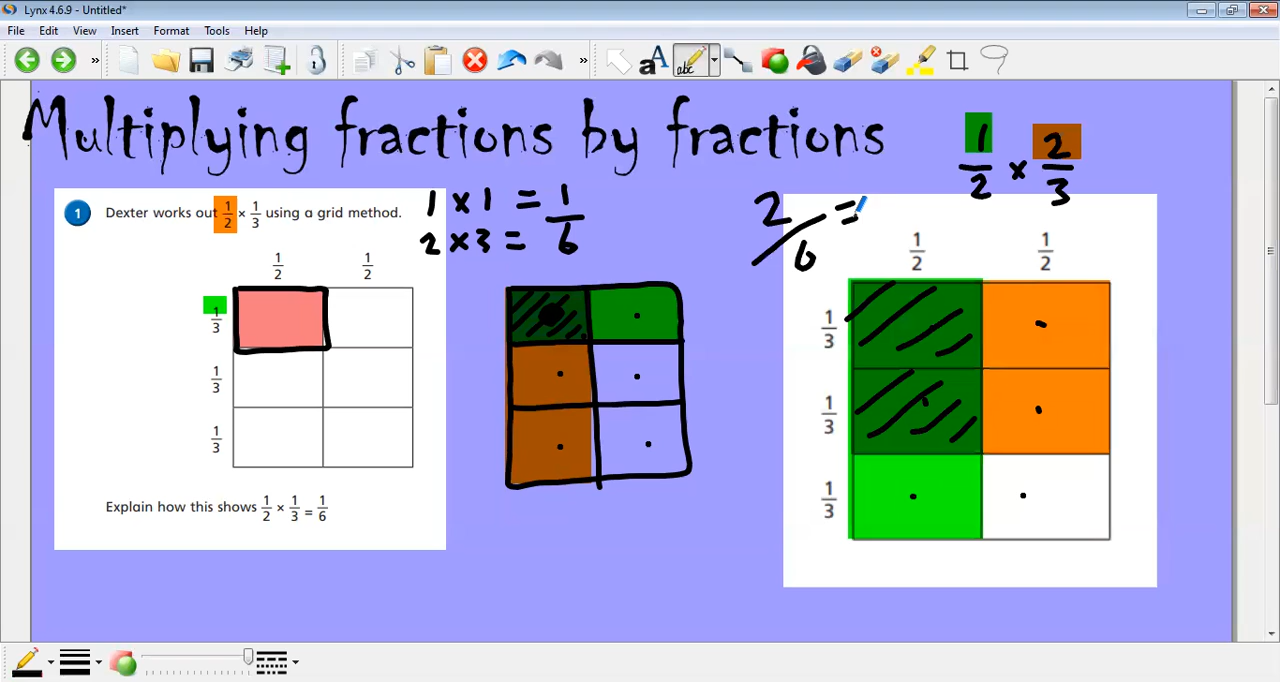 Lynx 4.6.9 - Untitled*
File Edit View Insert Format Tools Help
Multiplying fractions by fractions
1/2 × 2/3
1 Dexter works out 1/2 × 1/3 using a grid method.
1/2 1/2
1/3
1/3
1/3
Explain how this shows 1/2 × 1/3 = 1/6
1 × 1 = 1
2 × 3 = 6
2/6 =
1/2 1/2
1/3
1/3
1/3